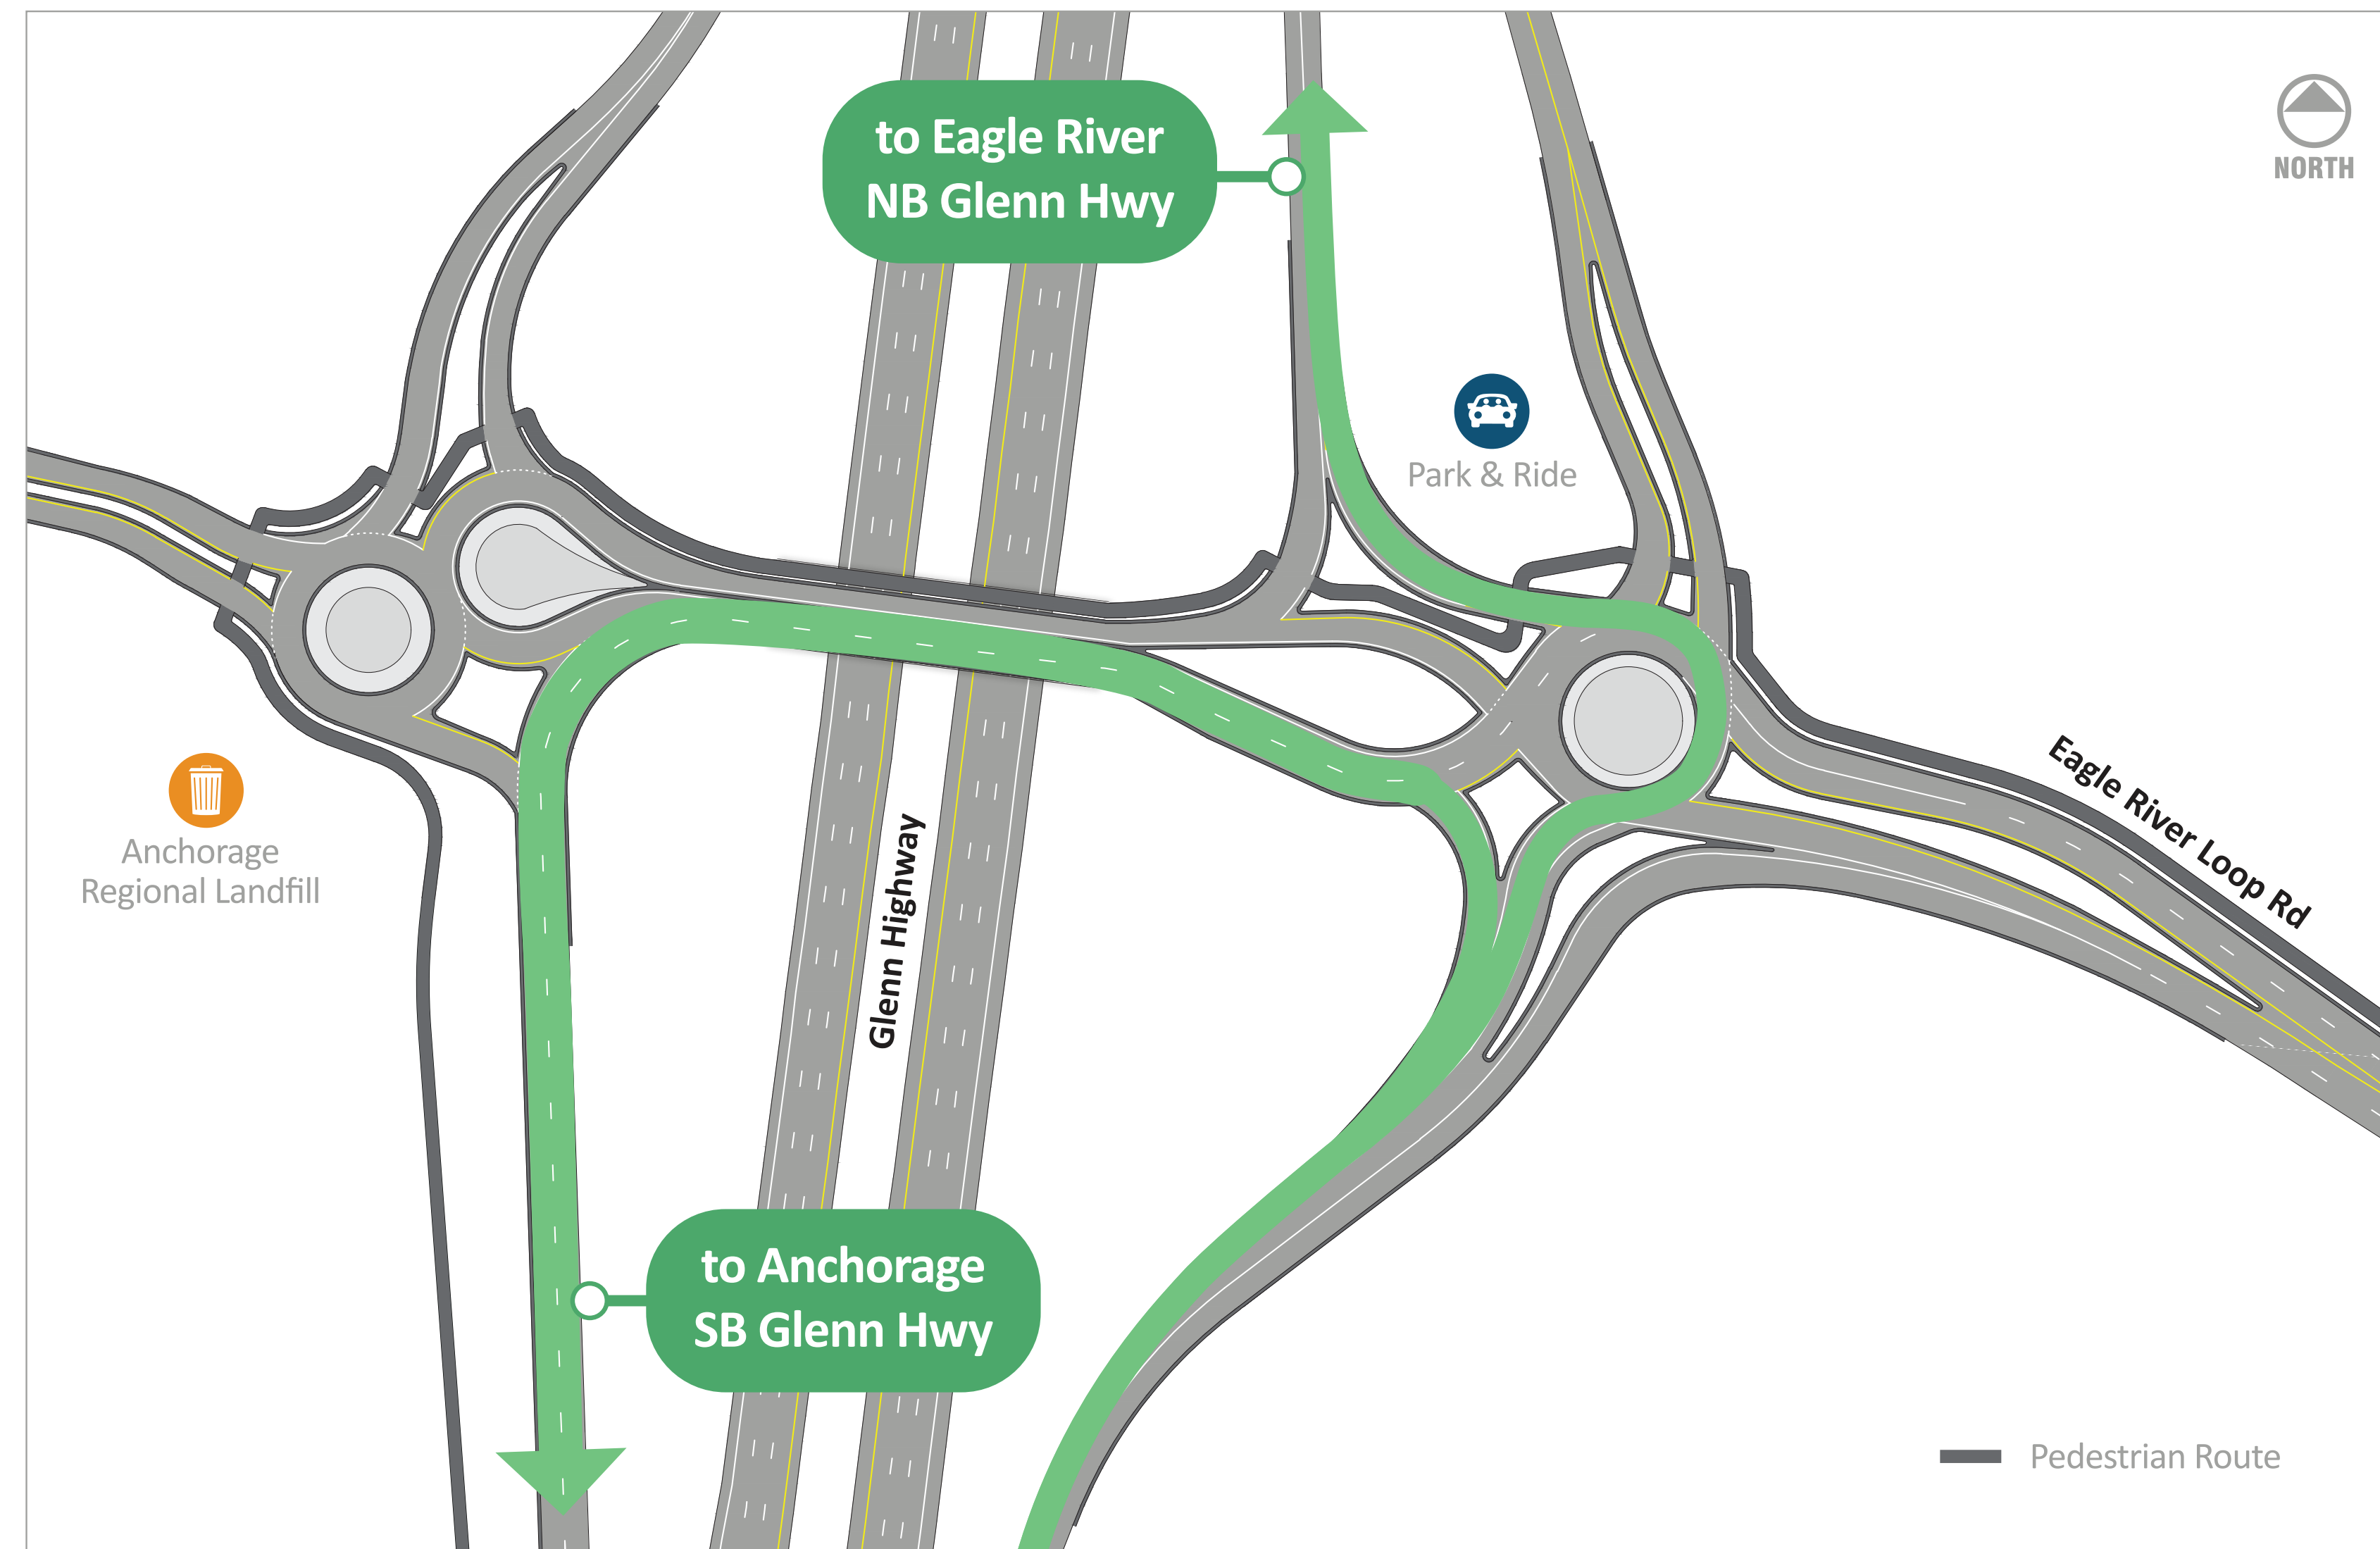 to Eagle River
NB Glenn Hwy
NORTH
Park & Ride
Eagle River Loop Rd
Anchorage
Regional Landfill
Glenn Highway
to Anchorage
SB Glenn Hwy
Pedestrian Route